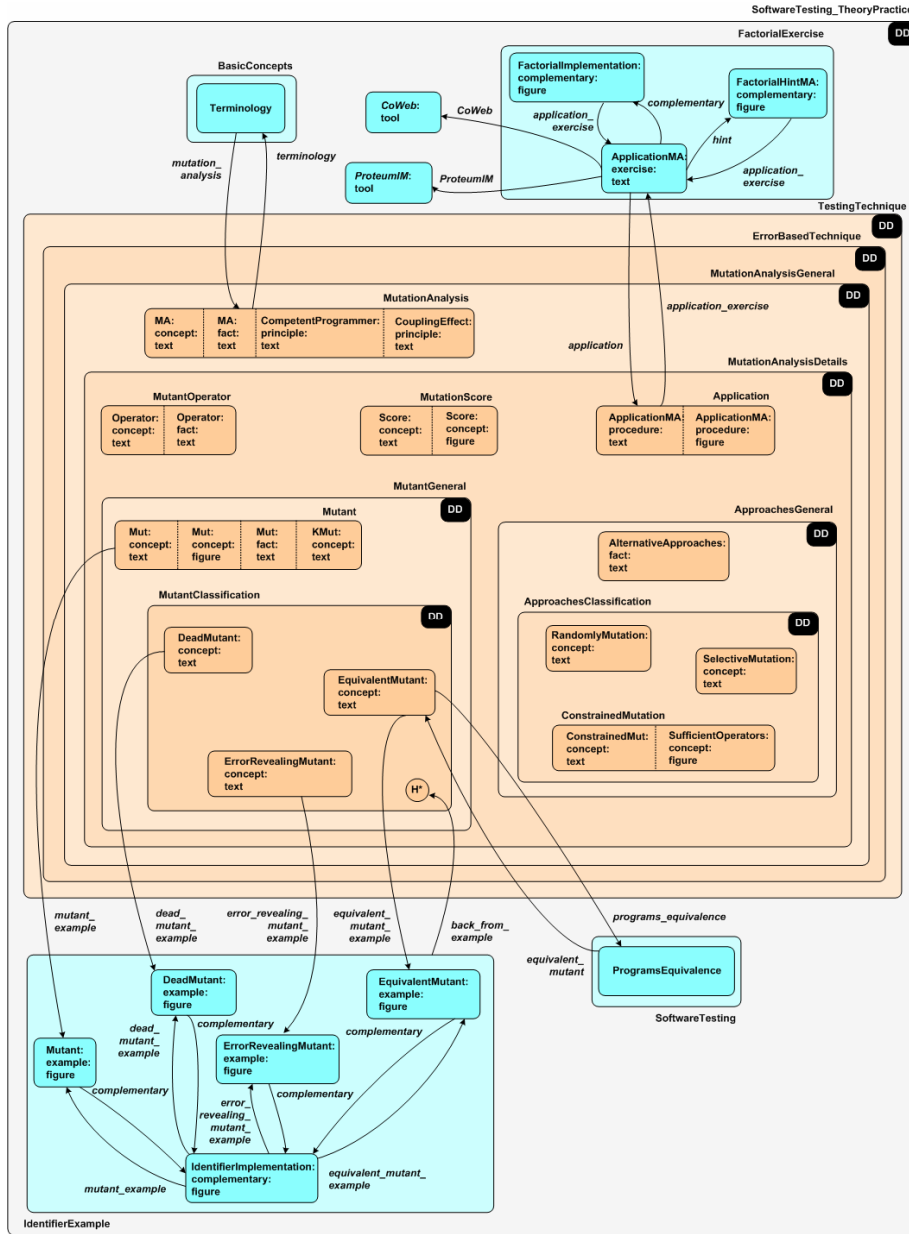 SoftwareTesting_TheoryPractice
DD
FactorialExercise
BasicConcepts
Terminology
CoWeb:
tool
CoWeb
FactorialImplementation:
complementary:
figure
FactorialHintMA:
complementary:
figure
complementary
application_
exercise
hint
mutation_
analysis
terminology
ProteumIM:
tool
ProteumIM
ApplicationMA:
exercise:
text
application_
exercise
TestingTechnique
DD
ErrorBasedTechnique
DD
MutationAnalysisGeneral
DD
MutationAnalysis
MA:
concept:
text
MA:
fact:
text
CompetentProgrammer:
principle:
text
CouplingEffect:
principle:
text
application_exercise
application
MutationAnalysisDetails
DD
MutantOperator
Operator:
concept:
text
Operator:
fact:
text
MutationScore
Score:
concept:
text
Score:
concept:
figure
Application
ApplicationMA:
procedure:
text
ApplicationMA:
procedure:
figure
MutantGeneral
DD
Mutant
Mut:
concept:
text
Mut:
concept:
figure
Mut:
fact:
text
KMut:
concept:
text
ApproachesGeneral
DD
AlternativeApproaches:
fact:
text
MutantClassification
DD
DeadMutant:
concept:
text
EquivalentMutant:
concept:
text
ErrorRevealingMutant:
concept:
text
H*
ApproachesClassification
DD
RandomlyMutation:
concept:
text
SelectiveMutation:
concept:
text
ConstrainedMutation
ConstrainedMut:
concept:
text
SufficientOperators:
concept:
figure
mutant_
example
dead_
mutant_
example
error_revealing_
mutant_
example
equivalent_
mutant_
example
back_from_
example
programs_equivalence
equivalent_
mutant
ProgramsEquivalence
SoftwareTesting
DeadMutant:
example:
figure
EquivalentMutant:
example:
figure
dead_
mutant_
example
complementary
ErrorRevealingMutant:
example:
figure
complementary
Mutant:
example:
figure
complementary
complementary
error_
revealing_
mutant_
example
IdentifierImplementation:
complementary:
figure
mutant_example
equivalent_mutant_
example
IdentifierExample